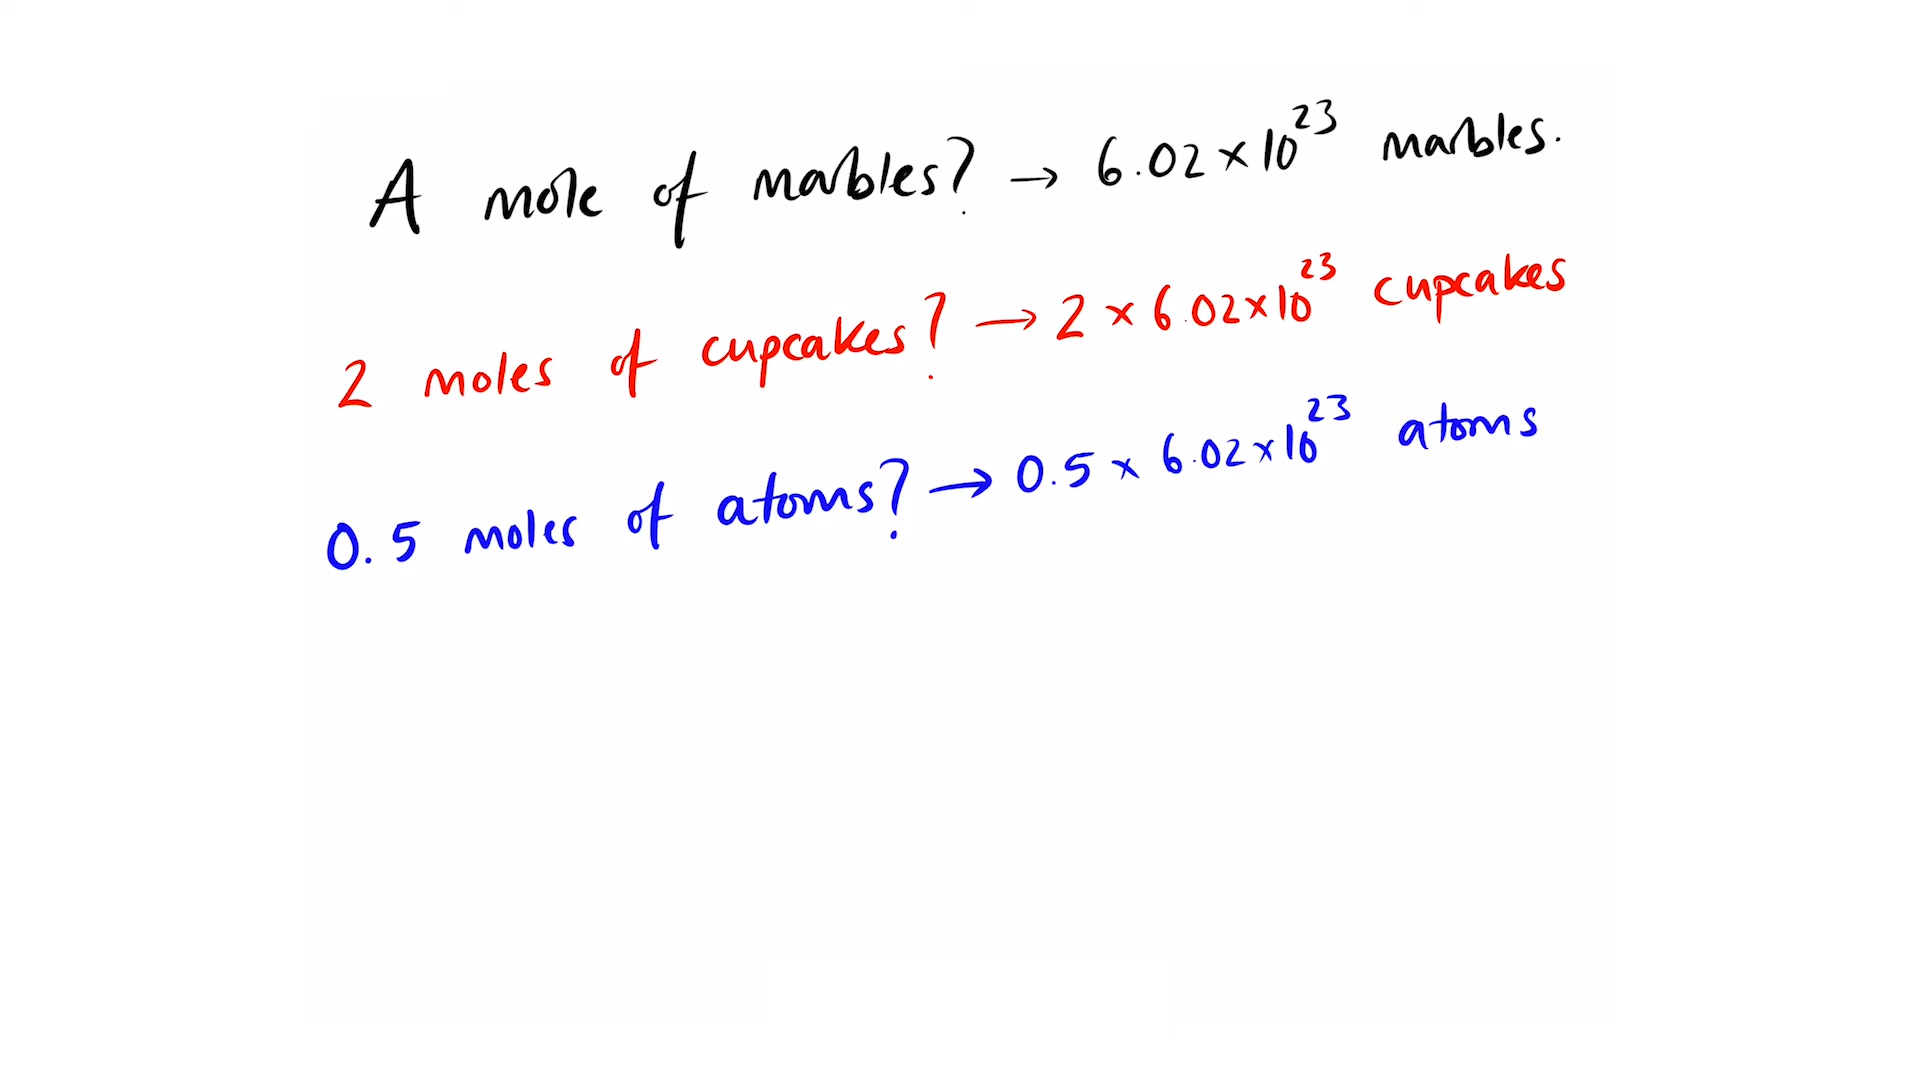 A mole of marbles? → 6.02 × 10²³ marbles.
2 moles of cupcakes? → 2 × 6.02 × 10²³ cupcakes
0.5 moles of atoms? → 0.5 × 6.02 × 10²³ atoms